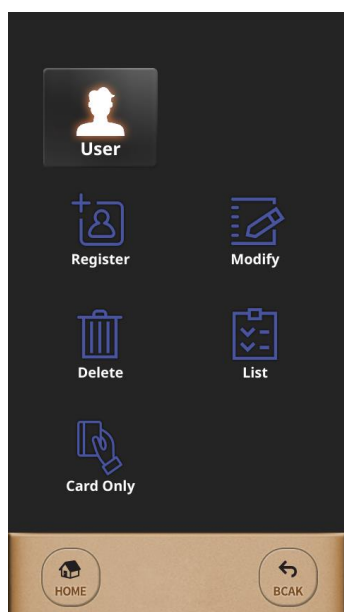 User
Register
Modify
Delete
List
Card Only
HOME
BCAK